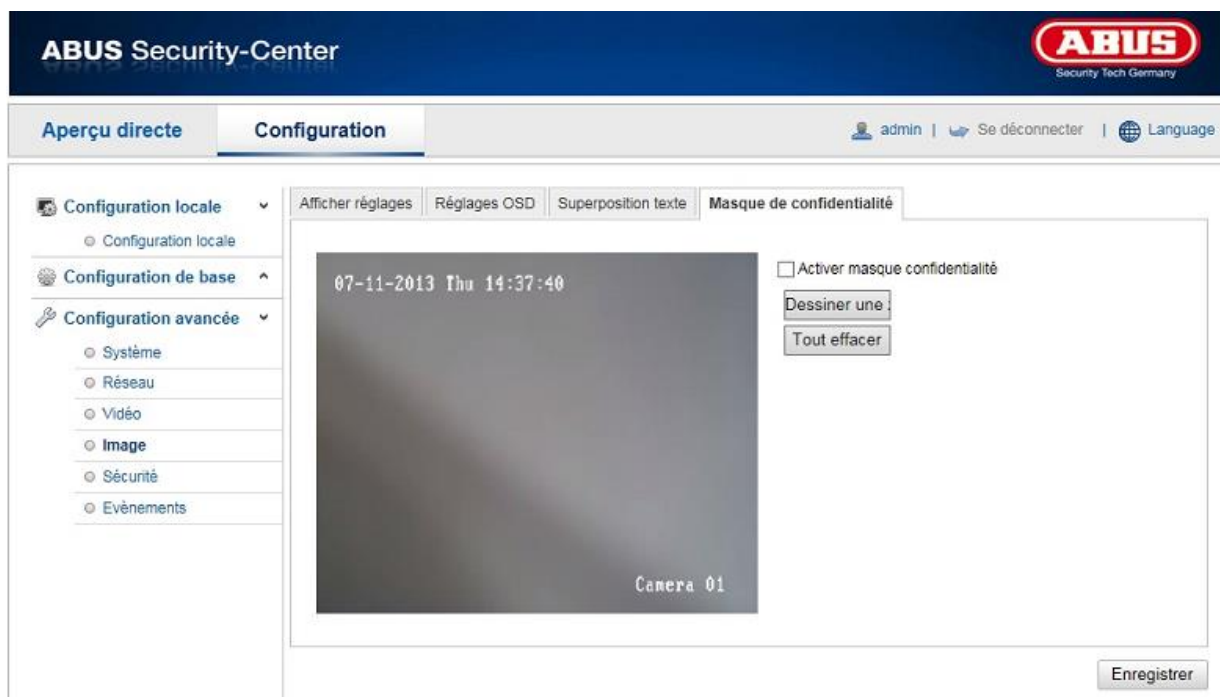 ABUS Security-Center
ABUS
Security Tech Germany
Aperçu directe
Configuration
admin | Se déconnecter | Language
Configuration locale
Configuration locale
Configuration de base
Configuration avancée
Système
Réseau
Vidéo
Image
Sécurité
Evènements
Afficher réglages
Réglages OSD
Superposition texte
Masque de confidentialité
07-11-2013 Thu 14:37:40
Camera 01
Activer masque confidentialité
Dessiner une
Tout effacer
Enregistrer